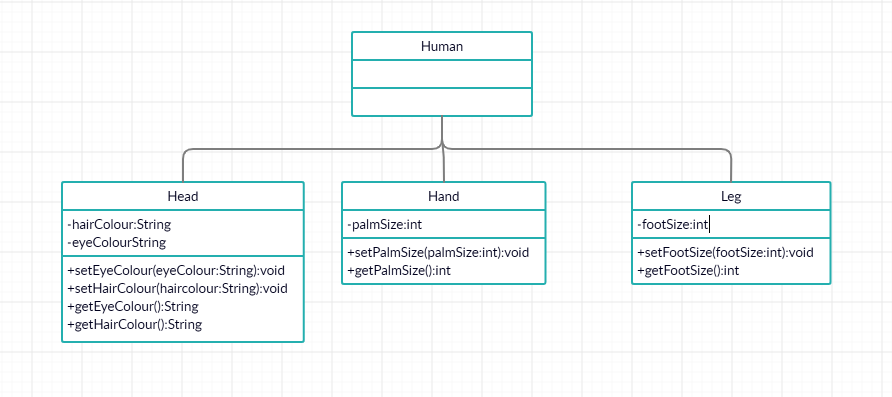 Human
Head
-hairColour:String
-eyeColourString
+setEyeColour(eyeColour:String):void
+setHairColour(haircolour:String):void
+getEyeColour():String
+getHairColour():String
Hand
-palmSize:int
+setPalmSize(palmSize:int):void
+getPalmSize():int
Leg
-footSize:int
+setFootSize(footSize:int):void
+getFootSize():int